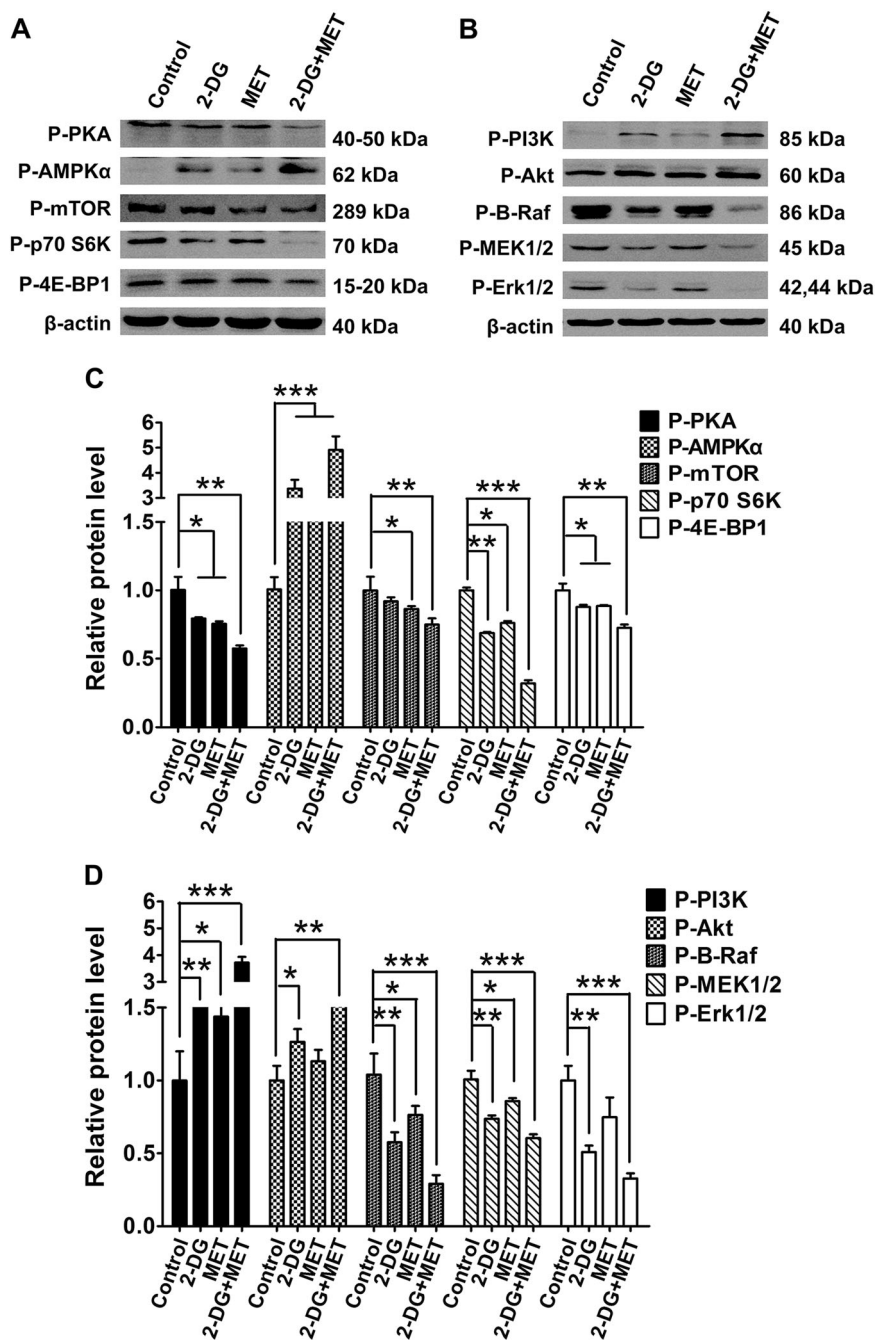 A
Control 2-DG MET 2-DG+MET
P-PKA 40-50 kDa
P-AMPKα 62 kDa
P-mTOR 289 kDa
P-p70 S6K 70 kDa
P-4E-BP1 15-20 kDa
β-actin 40 kDa
B
Control 2-DG MET 2-DG+MET
P-PI3K 85 kDa
P-Akt 60 kDa
P-B-Raf 86 kDa
P-MEK1/2 45 kDa
P-Erk1/2 42,44 kDa
β-actin 40 kDa
C
Relative protein level
6
5
4
3
1.5
1.0
0.5
0.0
** * *** ** * *** * ** ** *
P-PKA
P-AMPKα
P-mTOR
P-p70 S6K
P-4E-BP1
Control 2-DG MET 2-DG+MET Control 2-DG MET 2-DG+MET Control 2-DG MET 2-DG+MET Control 2-DG MET 2-DG+MET Control 2-DG MET 2-DG+MET
D
Relative protein level
6
5
4
3
1.5
1.0
0.5
0.0
*** * ** ** * *** * ** *** * ** *** **
P-PI3K
P-Akt
P-B-Raf
P-MEK1/2
P-Erk1/2
Control 2-DG MET 2-DG+MET Control 2-DG MET 2-DG+MET Control 2-DG MET 2-DG+MET Control 2-DG MET 2-DG+MET Control 2-DG MET 2-DG+MET